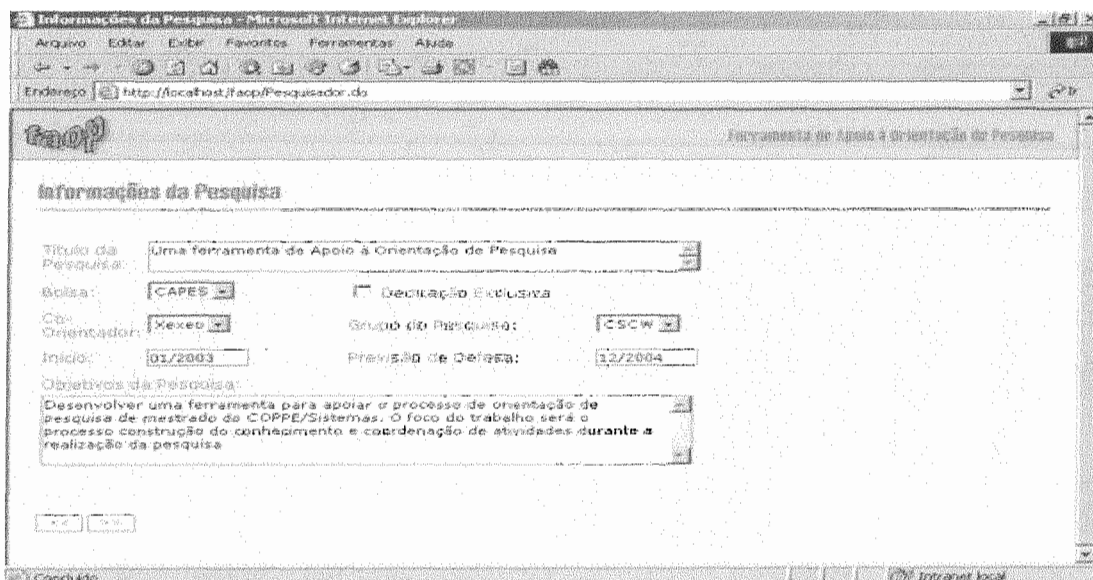 Informações da Pesquisa - Microsoft Internet Explorer
Arquivo Editar Exibir Favoritos Ferramentas Ajuda
Endereço http://localhost/faop/Pesquisador.do
faop Ferramenta de Apoio à Orientação de Pesquisa
Informações da Pesquisa
Título da Pesquisa: Uma ferramenta de Apoio à Orientação de Pesquisa
Bolsa: CAPES Dedicação Exclusiva
Co-Orientador: Xexeo Grupo de Pesquisa: CSCW
Início: 01/2003 Previsão de Defesa: 12/2004
Objetivos da Pesquisa:
Desenvolver uma ferramenta para apoiar o processo de orientação de
pesquisa de mestrado do COPPE/Sistemas. O foco do trabalho será o
processo construção do conhecimento e coordenação de atividades durante a
realização da pesquisa
<< >>
Concluído Intranet local